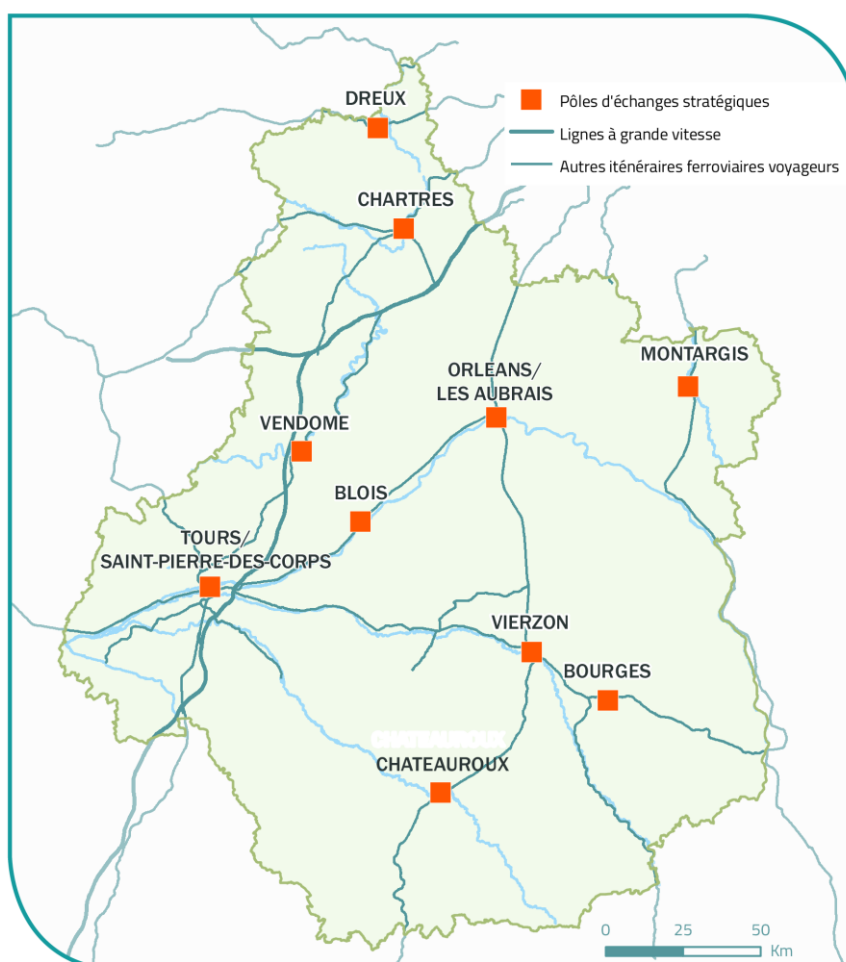 DREUX
Pôles d'échanges stratégiques
Lignes à grande vitesse
Autres iténéraires ferroviaires voyageurs
CHARTRES
MONTARGIS
ORLEANS/
LES AUBRAIS
VENDOME
BLOIS
TOURS/
SAINT-PIERRE-DES-CORPS
VIERZON
BOURGES
CHATEAUROUX
CHATEAUROUX
0 25 50
Km